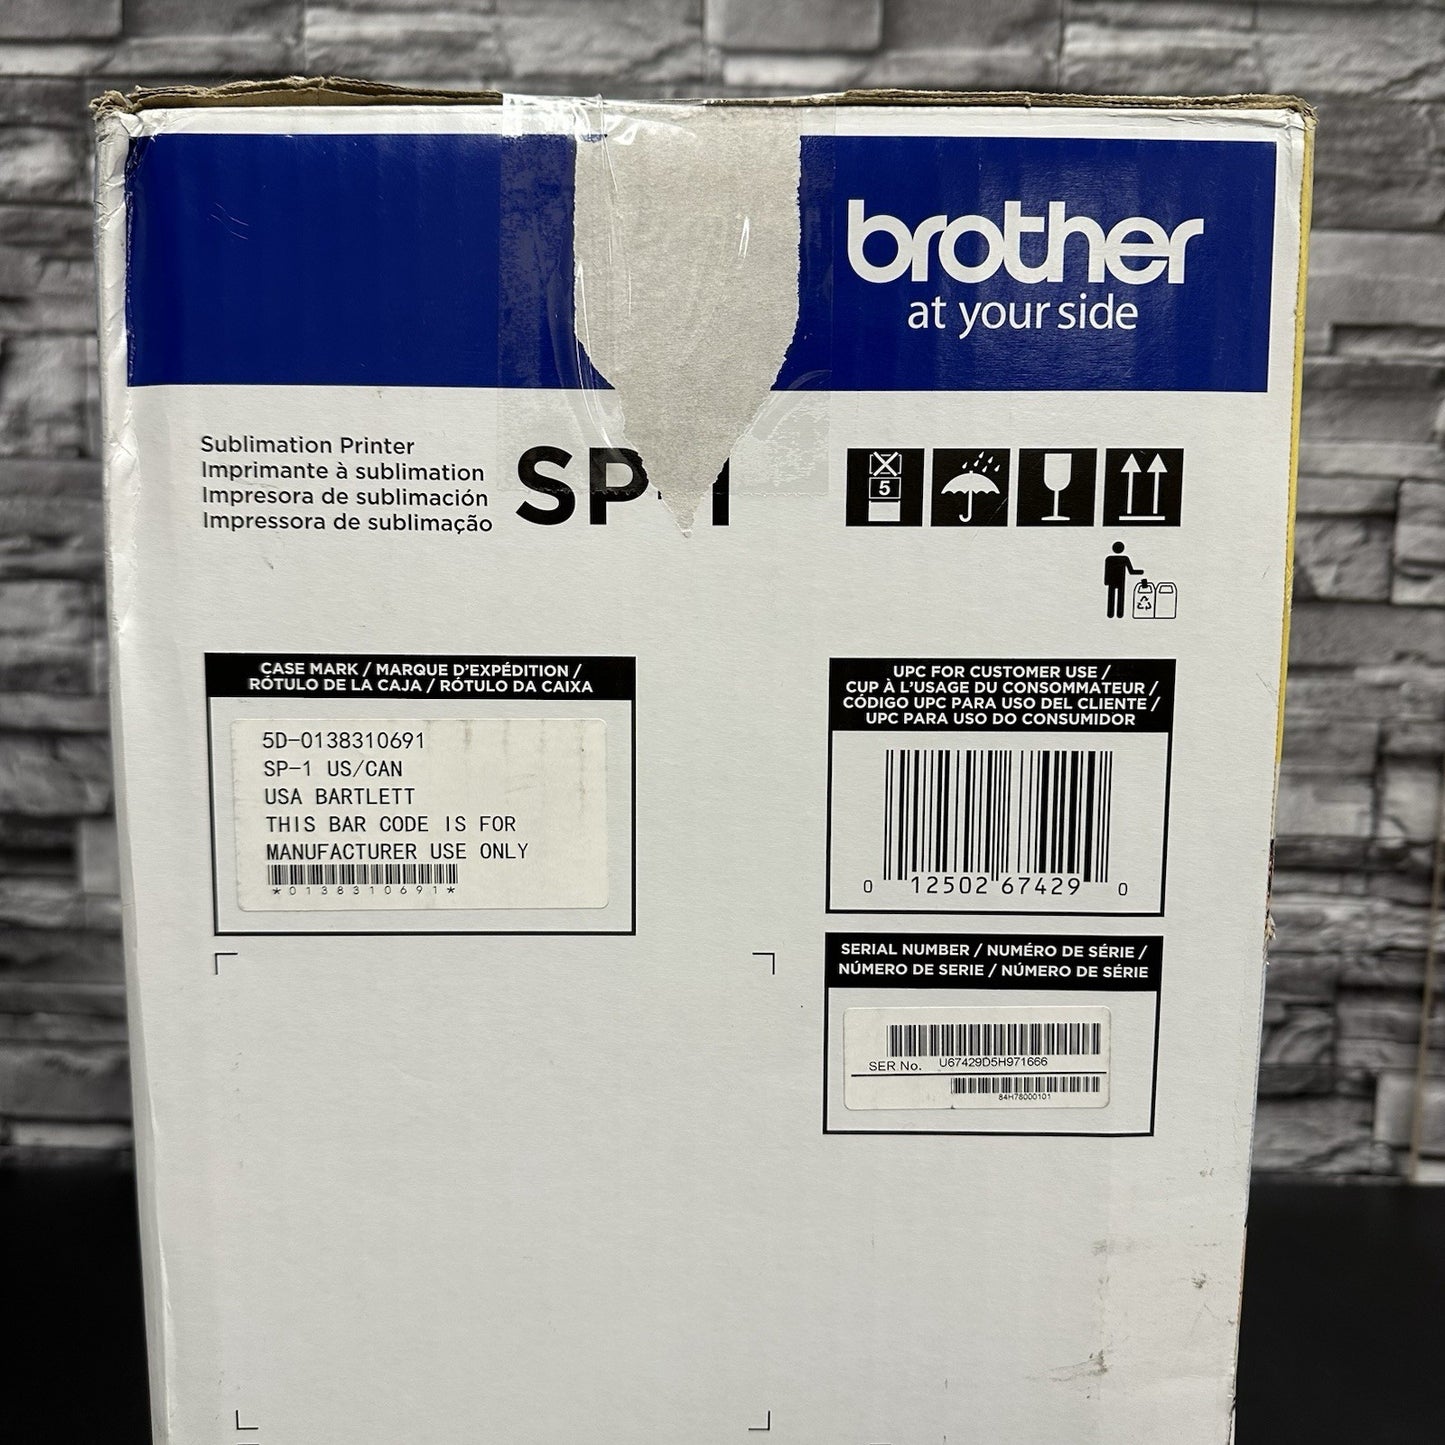 brother
at your side
Sublimation Printer
Imprimante à sublimation
Impresora de sublimación
Impressora de sublimação
SP-1
5
CASE MARK / MARQUE D'EXPÉDITION /
RÓTULO DE LA CAJA / RÓTULO DA CAIXA
5D-0138310691
SP-1 US/CAN
USA BARTLETT
THIS BAR CODE IS FOR
MANUFACTURER USE ONLY
*0138310691*
UPC FOR CUSTOMER USE /
CUP À L'USAGE DU CONSOMMATEUR /
CÓDIGO UPC PARA USO DEL CLIENTE /
UPC PARA USO DO CONSUMIDOR
0 12502 67429 0
SERIAL NUMBER / NUMÉRO DE SÉRIE /
NÚMERO DE SERIE / NÚMERO DE SÉRIE
SER No. U67429D5H971666
84H78000101